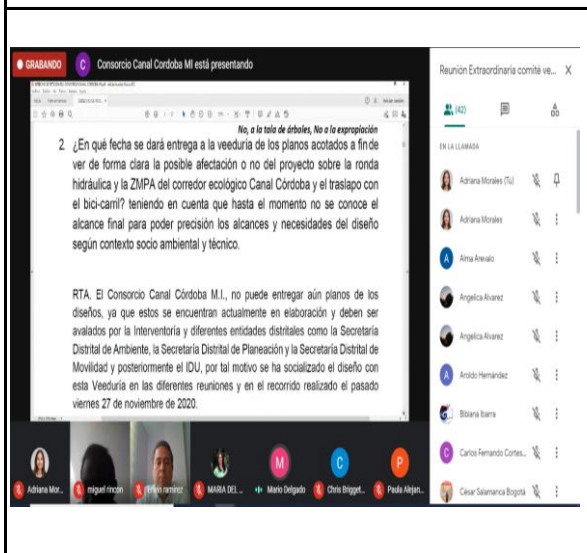 GRABANDO
C Consorcio Canal Cordoba MI está presentando
No, a la tala de árboles, No a la expropiación
2 ¿En qué fecha se dará entrega a la veeduría de los planos acotados a fin de
ver de forma clara la posible afectación o no del proyecto sobre la ronda
hidráulica y la ZMPA del corredor ecológico Canal Córdoba y el traslapo con
el bici-carril? teniendo en cuenta que hasta el momento no se conoce el
alcance final para poder precisión los alcances y necesidades del diseño
según contexto socio ambiental y técnico.
RTA. El Consorcio Canal Córdoba M.I., no puede entregar aún planos de los
diseños, ya que estos se encuentran actualmente en elaboración y deben ser
avalados por la Interventoría y diferentes entidades distritales como la Secretaría
Distrital de Ambiente, la Secretaría Distrital de Planeación y la Secretaría Distrital de
Movilidad y posteriormente el IDU, por tal motivo se ha socializado el diseño con
esta Veeduría en las diferentes reuniones y en el recorrido realizado el pasado
viernes 27 de noviembre de 2020.
Adriana Mor...
miguel rincon
ramirez
MARIA DEL ...
M
Mario Delgado
C
Chris Brigget...
P
Paula Alejan...
Reunión Extraordinaria comité ve... X
(42)
EN LA LLAMADA
Adriana Morales (Tú)
Adriana Morales
A Alma Arevalo
Angelica Alvarez
Angelica Alvarez
A Aroldo Hernández
Bibiana Ibarra
C Carlos Fernando Cortes...
César Salamanca Bogotá